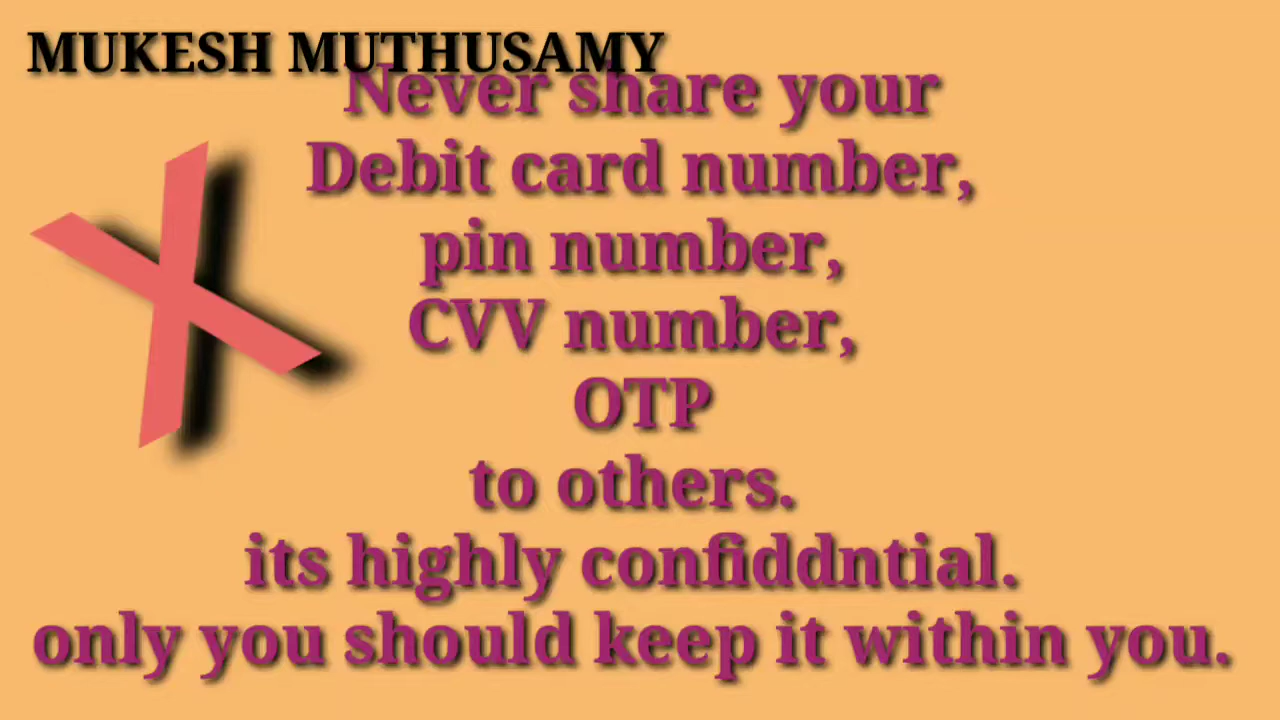 MUKESH MUTHUSAMY
Never share your
Debit card number,
pin number,
CVV number,
OTP
to others.
its highly confiddntial.
only you should keep it within you.